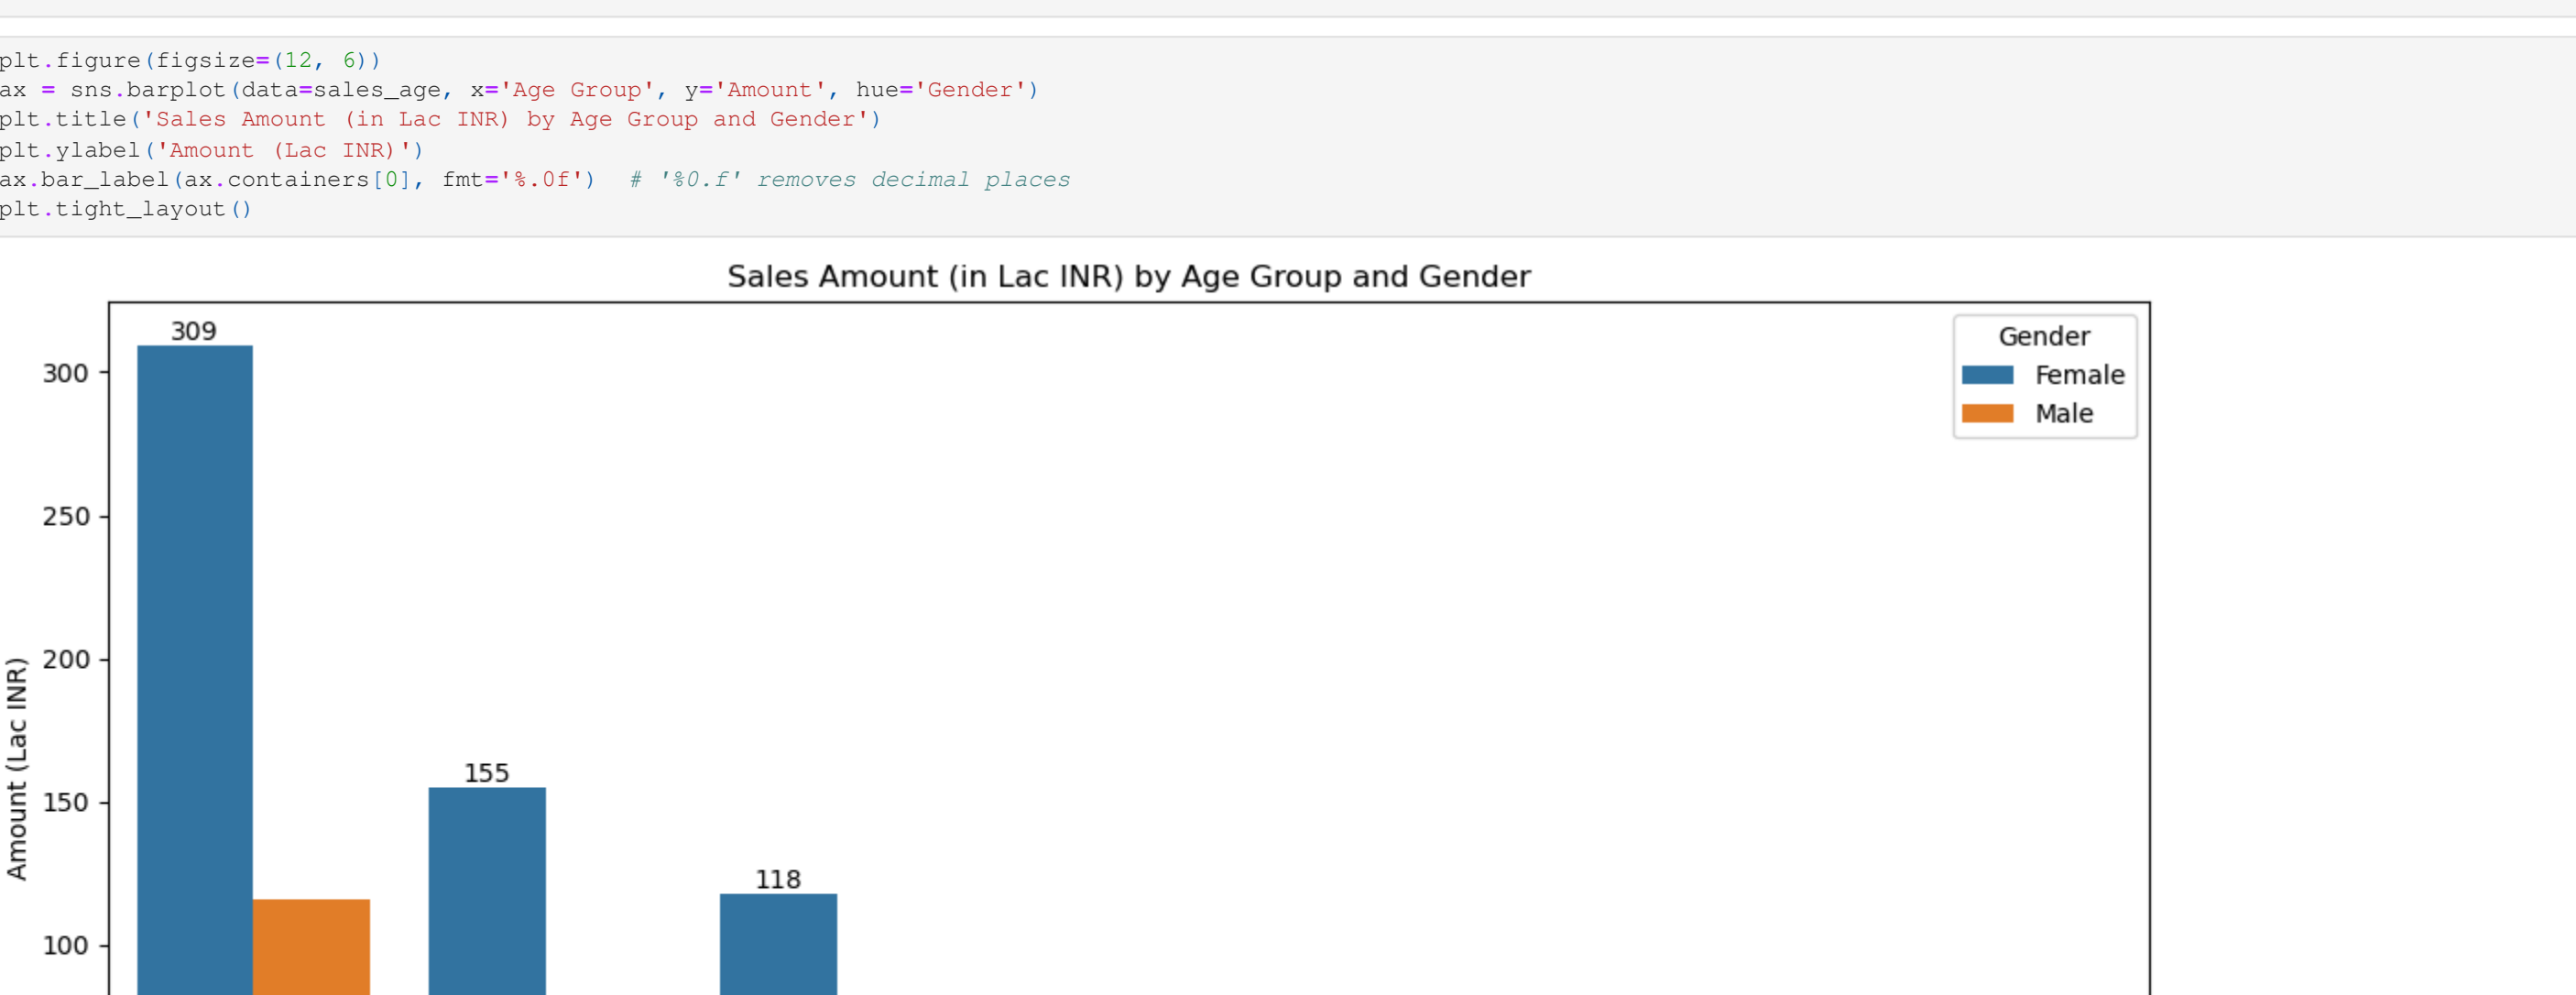 plt.figure(figsize=(12, 6))
ax = sns.barplot(data=sales_age, x='Age Group', y='Amount', hue='Gender')
plt.title('Sales Amount (in Lac INR) by Age Group and Gender')
plt.ylabel('Amount (Lac INR)')
ax.bar_label(ax.containers[0], fmt='%.0f')  # '%0.f' removes decimal places
plt.tight_layout()
Sales Amount (in Lac INR) by Age Group and Gender
309
Gender
Female
Male
300
250
200
Amount (Lac INR)
155
150
118
100